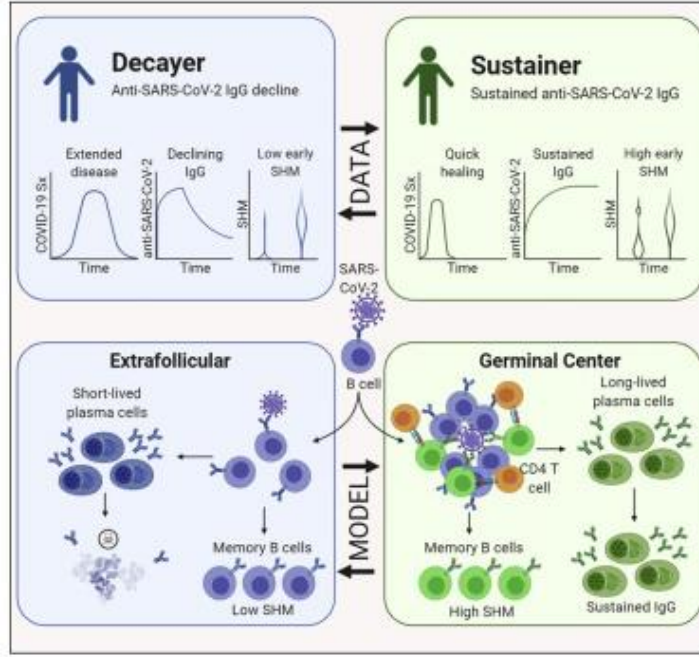 Decayer
Anti-SARS-CoV-2 IgG decline
Extended
disease
COVID-19 Sx
Time
Declining
IgG
anti-SARS-CoV-2
Time
Low early
SHM
SHM
Time
DATA
Sustainer
Sustained anti-SARS-CoV-2 IgG
Quick
healing
COVID-19 Sx
Time
Sustained
IgG
anti-SARS-CoV-2
Time
High early
SHM
SHM
Time
SARS-
CoV-2
B cell
Extrafollicular
Short-lived
plasma cells
Memory B cells
Low SHM
MODEL
Germinal Center
CD4 T
cell
Long-lived
plasma cells
Memory B cells
High SHM
Sustained IgG